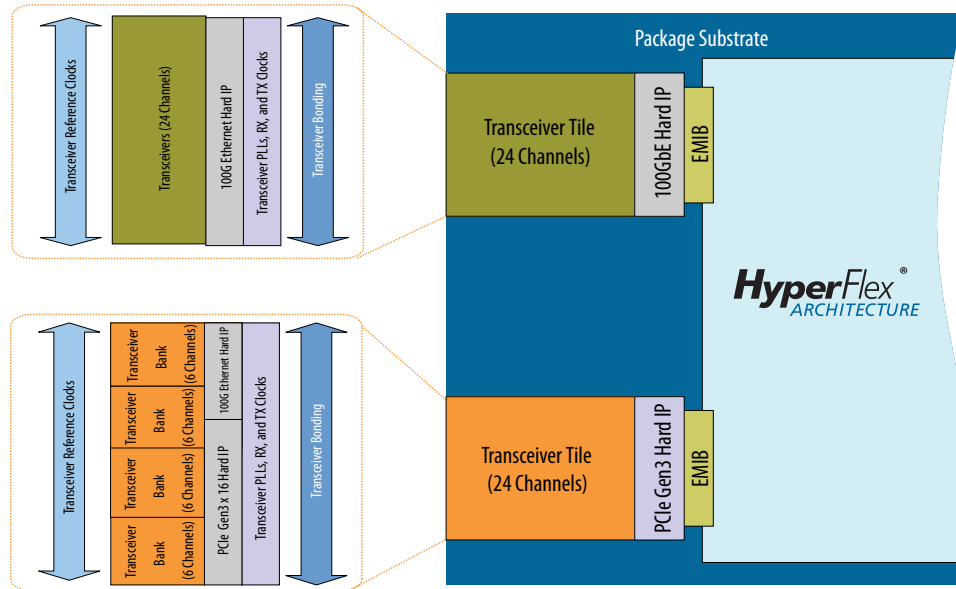 Transceiver Reference Clocks
Transceivers (24 Channels)
100G Ethernet Hard IP
Transceiver PLLs, RX, and TX Clocks
Transceiver Bonding
Package Substrate
Transceiver Tile
(24 Channels)
100GbE Hard IP
EMIB
HyperFlex®
ARCHITECTURE
Transceiver Reference Clocks
Transceiver
Bank
(6 Channels)
Transceiver
Bank
(6 Channels)
Transceiver
Bank
(6 Channels)
Transceiver
Bank
(6 Channels)
100G Ethernet Hard IP
PCIe Gen3 x 16 Hard IP
Transceiver PLLs, RX, and TX Clocks
Transceiver Bonding
Transceiver Tile
(24 Channels)
PCIe Gen3 Hard IP
EMIB